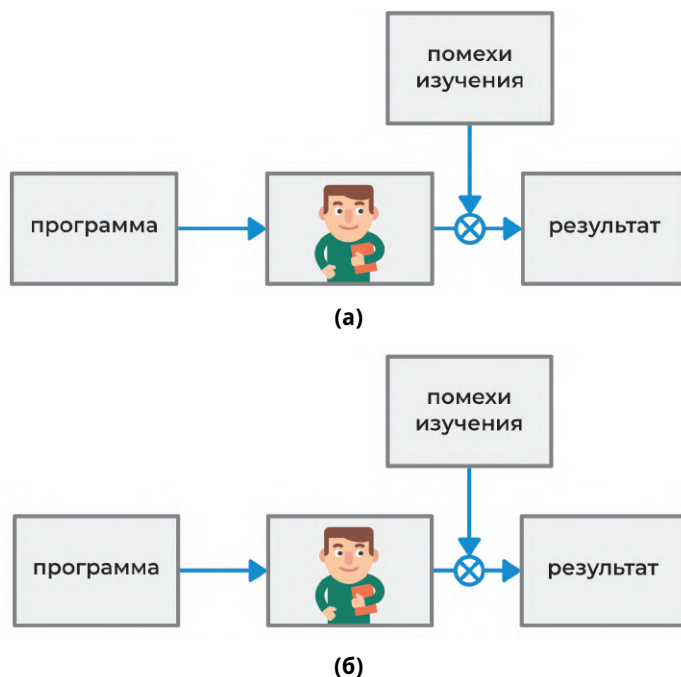 помехи
изучения
программа
результат
(а)
помехи
изучения
программа
результат
(б)